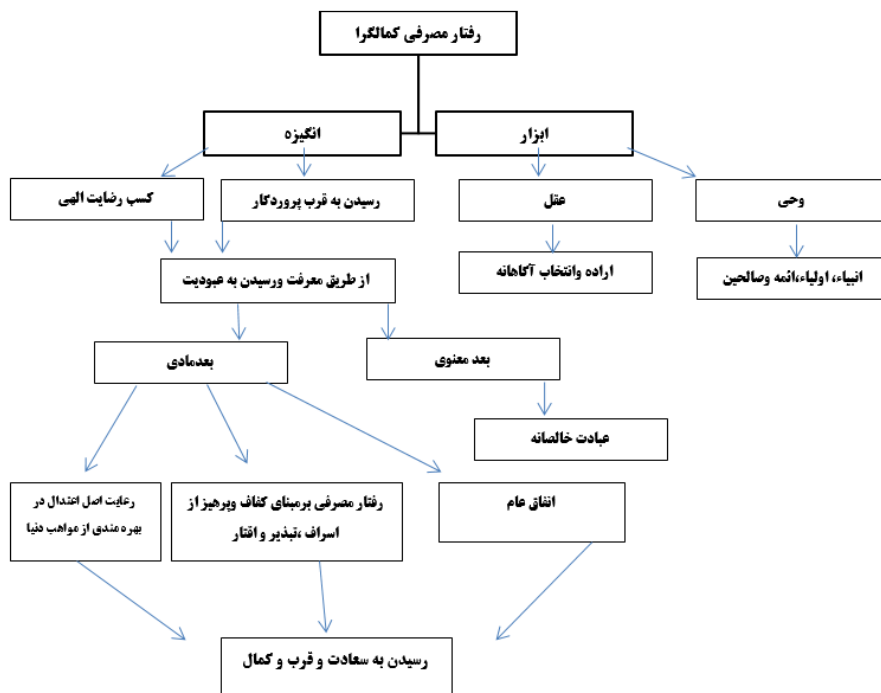 رفتار مصرفی کمالگرا
ابزار
انگیزه
وحی
عقل
رسیدن به قرب پروردگار
کسب رضایت الهی
انبیاء، اولیاء،ائمه وصالحین
اراده وانتخاب آگاهانه
از طریق معرفت ورسیدن به عبودیت
بعد معنوی
بعدمادی
عبادت خالصانه
انفاق عام
رفتار مصرفی برمبنای کفاف وپرهیز از
اسراف ،تبذیر و اقتار
رعایت اصل اعتدال در
بهره مندی از مواهب دنیا
رسیدن به سعادت و قرب و کمال